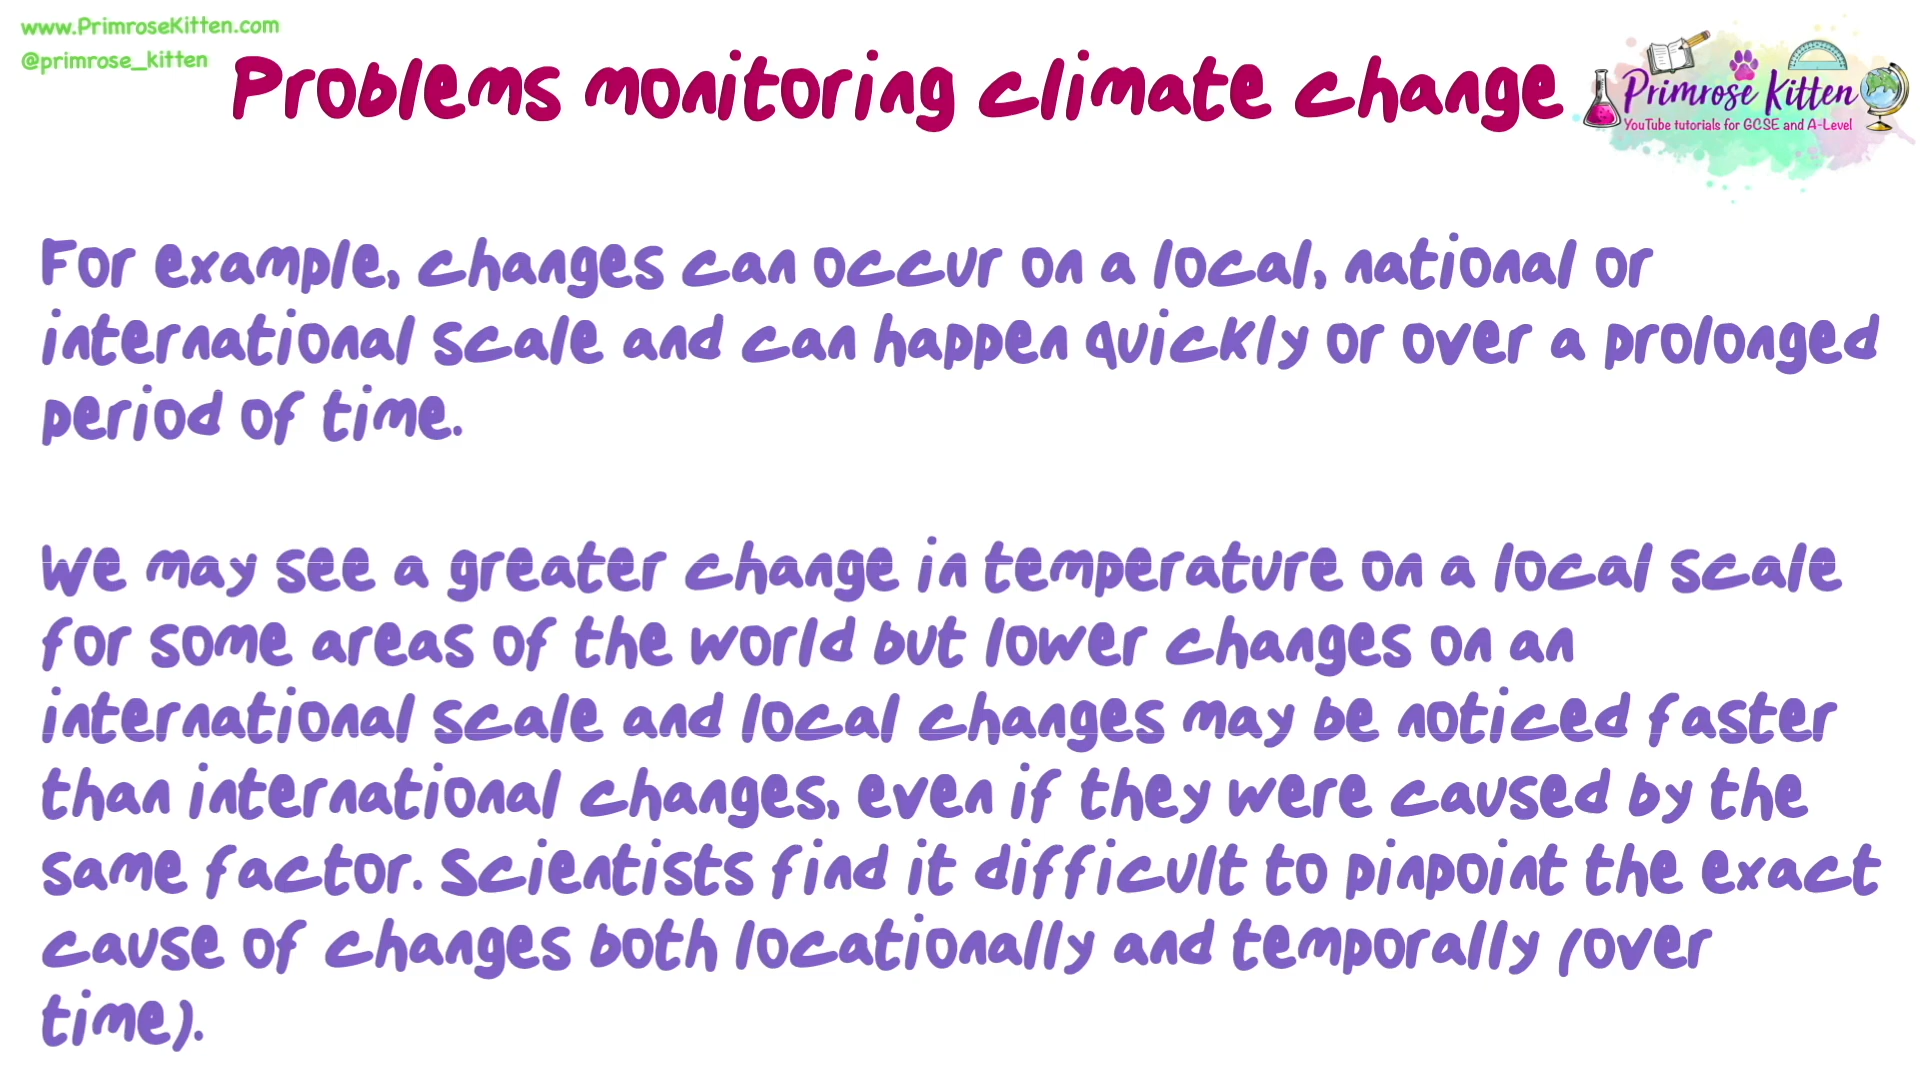 www.PrimroseKitten.com
@primrose_kitten
Problems monitoring climate change
Primrose Kitten
YouTube tutorials for GCSE and A-Level
For example, changes can occur on a local, national or
international scale and can happen quickly or over a prolonged
period of time.
We may see a greater change in temperature on a local scale
for some areas of the world but lower changes on an
international scale and local changes may be noticed faster
than international changes, even if they were caused by the
same factor. Scientists find it difficult to pinpoint the exact
cause of changes both locationally and temporally (over
time).